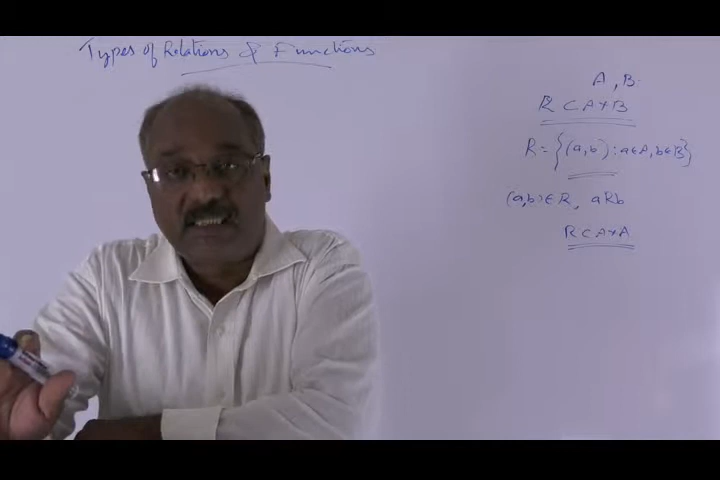 Types of Relations & Functions
A, B
R ⊂ A×B
R = {(a,b) : a∈A, b∈B}
(a,b) ∈ R, aRb
R ⊂ A×A